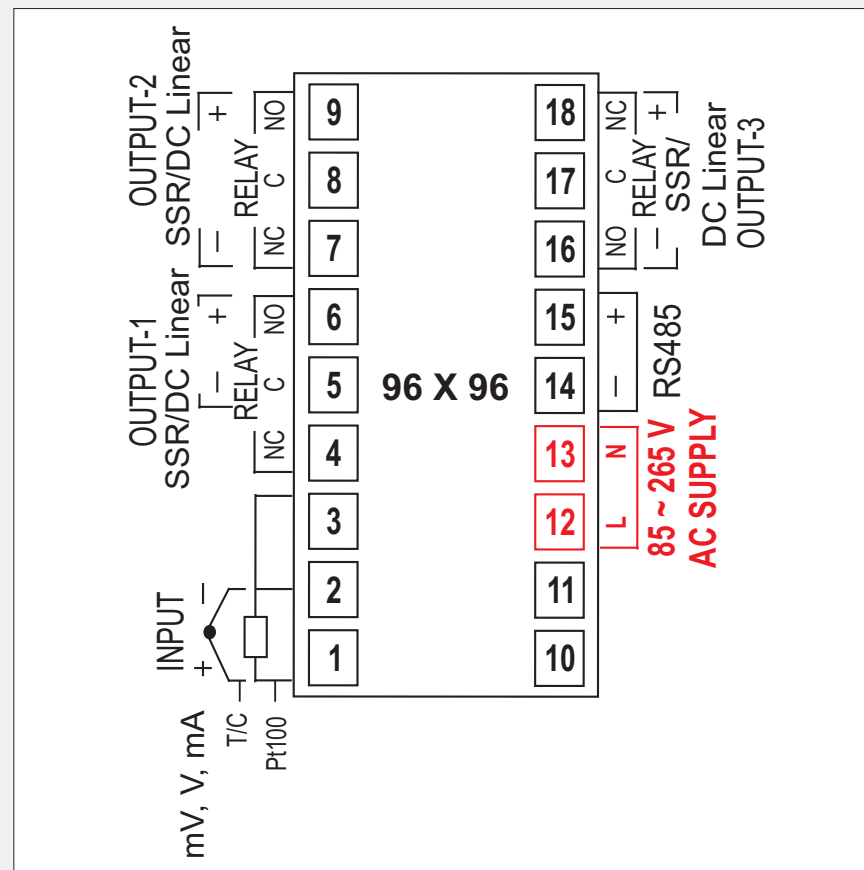 OUTPUT-2
SSR/DC Linear
− +
RELAY
NC C NO
OUTPUT-1
SSR/DC Linear
− +
RELAY
NC C NO
INPUT
+ −
mV, V, mA
T/C
Pt100
9
8
7
6
5
4
3
2
1
96 X 96
18
17
16
15
14
13
12
11
10
NO C NC
RELAY
− +
SSR/
DC Linear
OUTPUT-3
− +
RS485
L N
85 ~ 265 V
AC SUPPLY